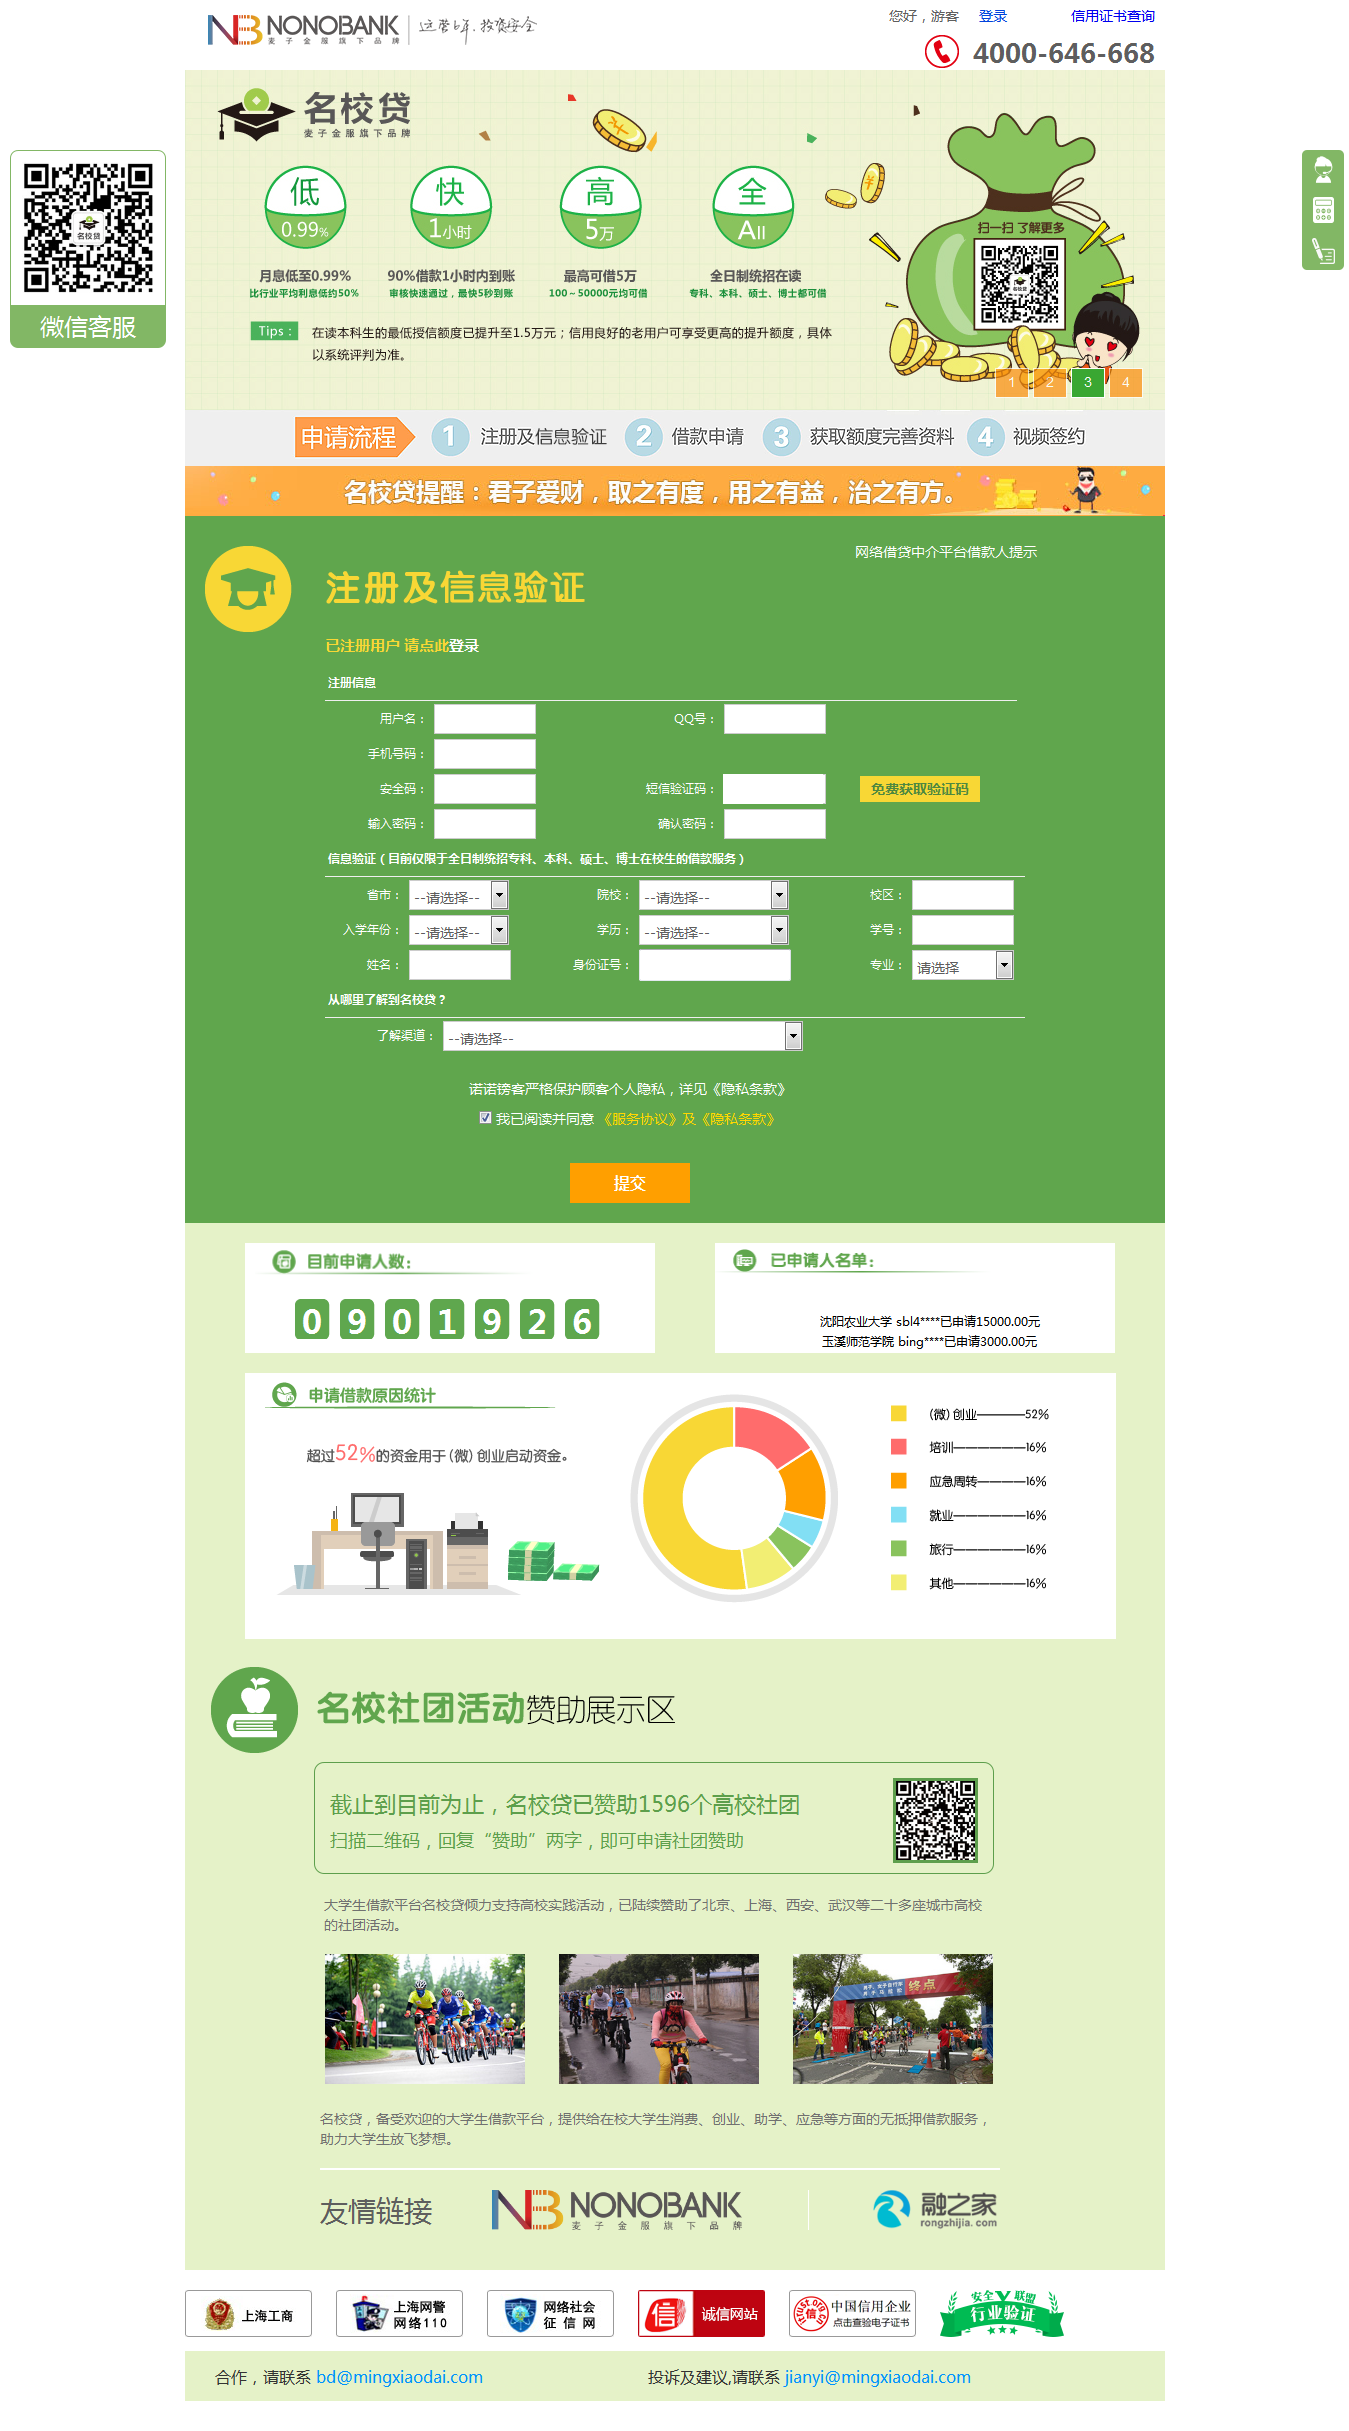 NONOBANK
麦子金服旗下品牌
您好，游客 登录 信用证书查询
4000-646-668
名校贷
麦子金服旗下品牌
低
0.99%
快
1小时
高
5万
全
All
月息低至0.99%
比行业平均利息低约50%
90%借款1小时内到账
审核快速通过，最快5秒到账
最高可借5万
100～50000元均可借
全日制统招在读
专科、本科、硕士、博士都可借
Tips：
在读本科生的最低授信额度已提升至1.5万元；信用良好的老用户可享受更高的提升额度，具体
以系统评判为准。
扫一扫 了解更多
名校贷
1 2 3 4
名校贷
微信客服
申请流程 1 注册及信息验证 2 借款申请 3 获取额度完善资料 4 视频签约
名校贷提醒：君子爱财，取之有度，用之有益，治之有方。
网络借贷中介平台借款人提示
注册及信息验证
已注册用户 请点此登录
注册信息
用户名： QQ号：
手机号码：
安全码： 短信验证码： 免费获取验证码
输入密码： 确认密码：
信息验证（目前仅限于全日制统招专科、本科、硕士、博士在校生的借款服务）
省市： --请选择-- 院校： --请选择-- 校区：
入学年份： --请选择-- 学历： --请选择-- 学号：
姓名： 身份证号： 专业： 请选择
从哪里了解到名校贷？
了解渠道： --请选择--
诺诺镑客严格保护顾客个人隐私，详见《隐私条款》
我已阅读并同意 《服务协议》及《隐私条款》
提交
目前申请人数：
0 9 0 1 9 2 6
已申请人名单：
沈阳农业大学 sbl4****已申请15000.00元
玉溪师范学院 bing****已申请3000.00元
申请借款原因统计
超过52%的资金用于(微)创业启动资金。
(微)创业————52%
培训——————16%
应急周转————16%
就业——————16%
旅行——————16%
其他——————16%
名校社团活动赞助展示区
截止到目前为止，名校贷已赞助1596个高校社团
扫描二维码，回复“赞助”两字，即可申请社团赞助
大学生借款平台名校贷倾力支持高校实践活动，已陆续赞助了北京、上海、西安、武汉等二十多座城市高校
的社团活动。
终点
名校贷，备受欢迎的大学生借款平台，提供给在校大学生消费、创业、助学、应急等方面的无抵押借款服务，
助力大学生放飞梦想。
友情链接
NONOBANK
麦子金服旗下品牌
融之家
rongzhijia.com
上海工商
上海网警
网络110
网络社会
征信网
信 诚信网站
信
中国信用企业
点击查验电子证书
安全联盟
行业验证
合作，请联系 bd@mingxiaodai.com
投诉及建议,请联系 jianyi@mingxiaodai.com